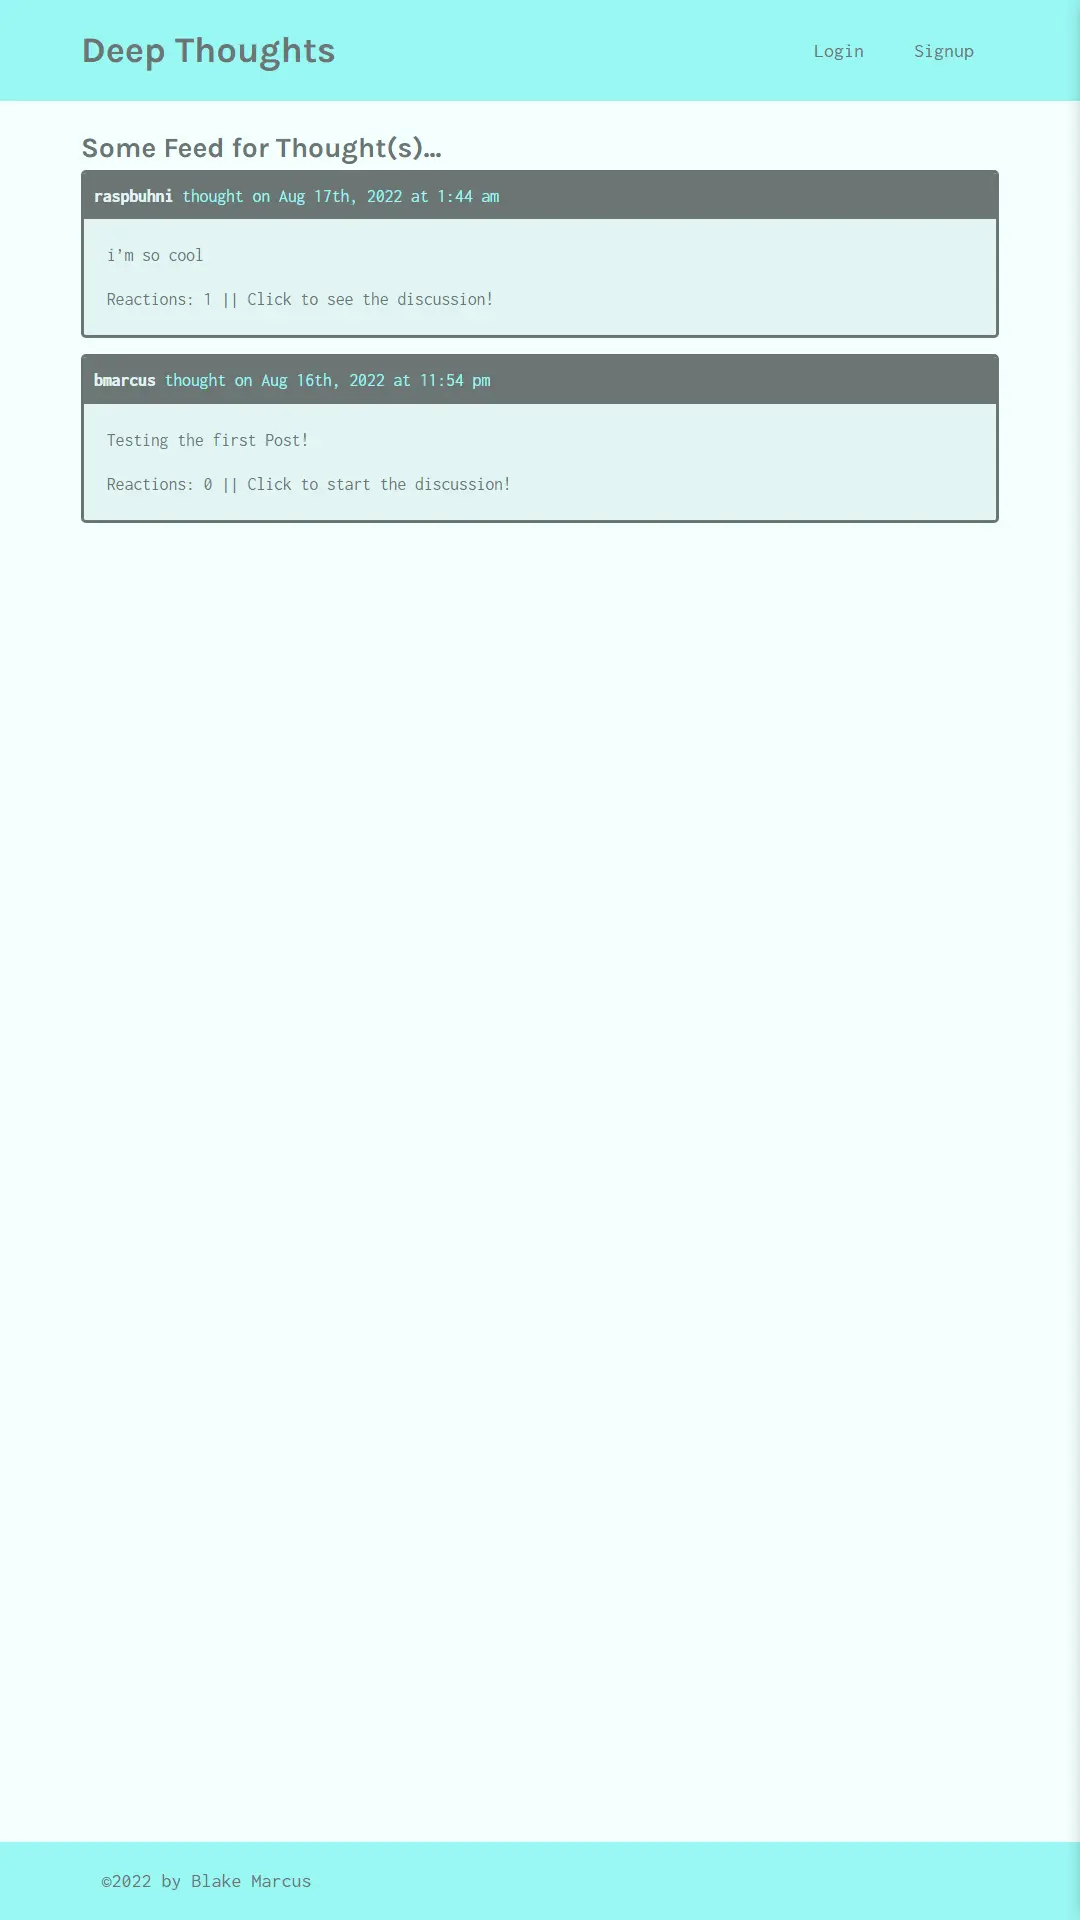 Deep Thoughts
Login Signup
Some Feed for Thought(s)...
raspbuhni thought on Aug 17th, 2022 at 1:44 am
i'm so cool
Reactions: 1 || Click to see the discussion!
bmarcus thought on Aug 16th, 2022 at 11:54 pm
Testing the first Post!
Reactions: 0 || Click to start the discussion!
©2022 by Blake Marcus